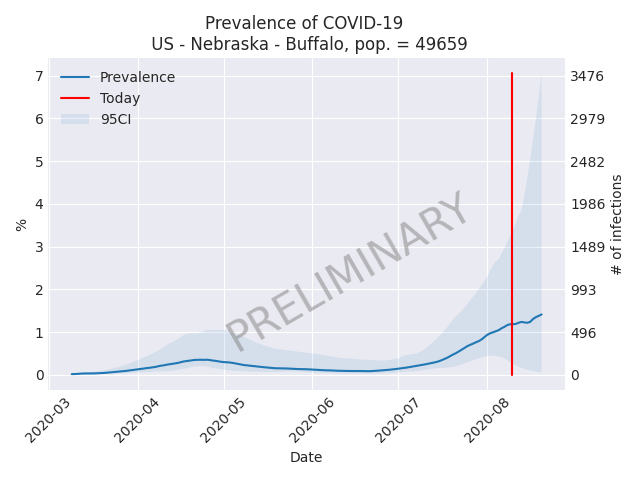 Prevalence of COVID-19
US - Nebraska - Buffalo, pop. = 49659
Prevalence
Today
95CI
PRELIMINARY
%
7
6
5
4
3
2
1
0
3476
2979
2482
1986
1489
993
496
0
# of infections
2020-03
2020-04
2020-05
2020-06
2020-07
2020-08
Date